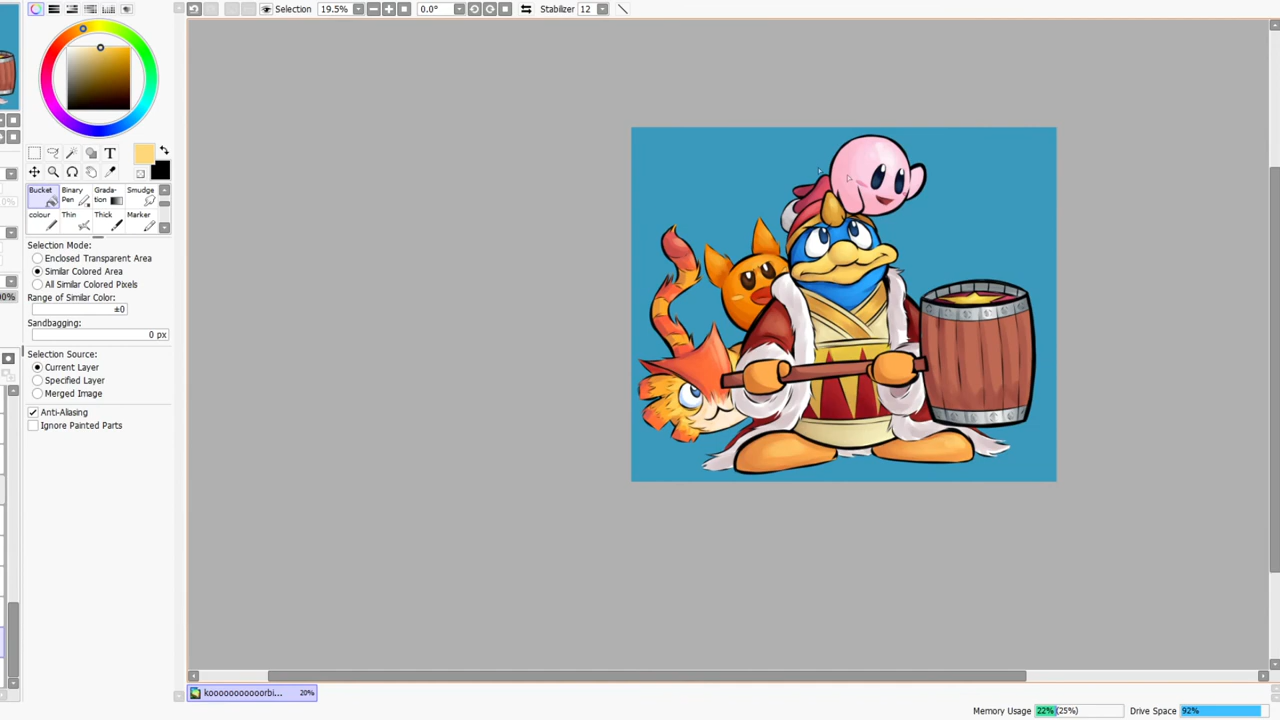 Selection 19.5% 0.0° Stabilizer 12
T
Bucket Binary Pen Grada-tion Smudge
colour Thin Thick Marker
Selection Mode:
Enclosed Transparent Area
Similar Colored Area
All Similar Colored Pixels
Range of Similar Color:
±0
Sandbagging:
0 px
Selection Source:
Current Layer
Specified Layer
Merged Image
Anti-Aliasing
Ignore Painted Parts
kooooooooooorbi... 20%
Memory Usage 22% (25%) Drive Space 92%